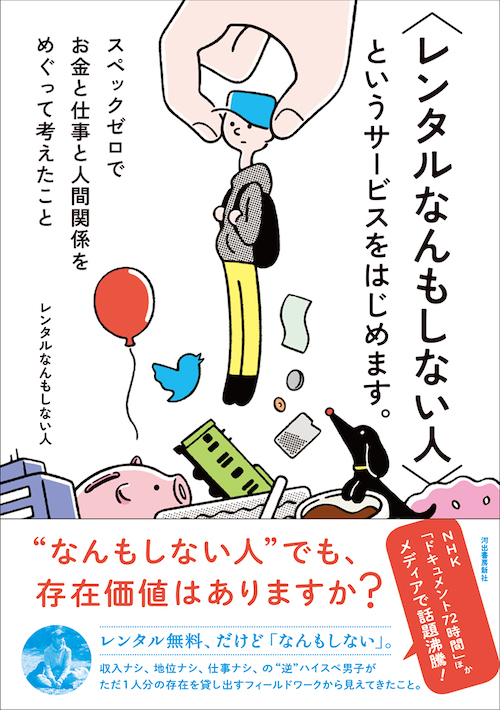 〈レンタルなんもしない人〉
というサービスをはじめます。
スペックゼロで
お金と仕事と人間関係を
めぐって考えたこと
レンタルなんもしない人
“なんもしない人”でも、
存在価値はありますか?
NHK
「ドキュメント72時間」ほか
メディアで話題沸騰!
河出書房新社
レンタル無料、だけど「なんもしない」。
収入ナシ、地位ナシ、仕事ナシ、の“逆”ハイスペ男子が
ただ1人分の存在を貸し出すフィールドワークから見えてきたこと。